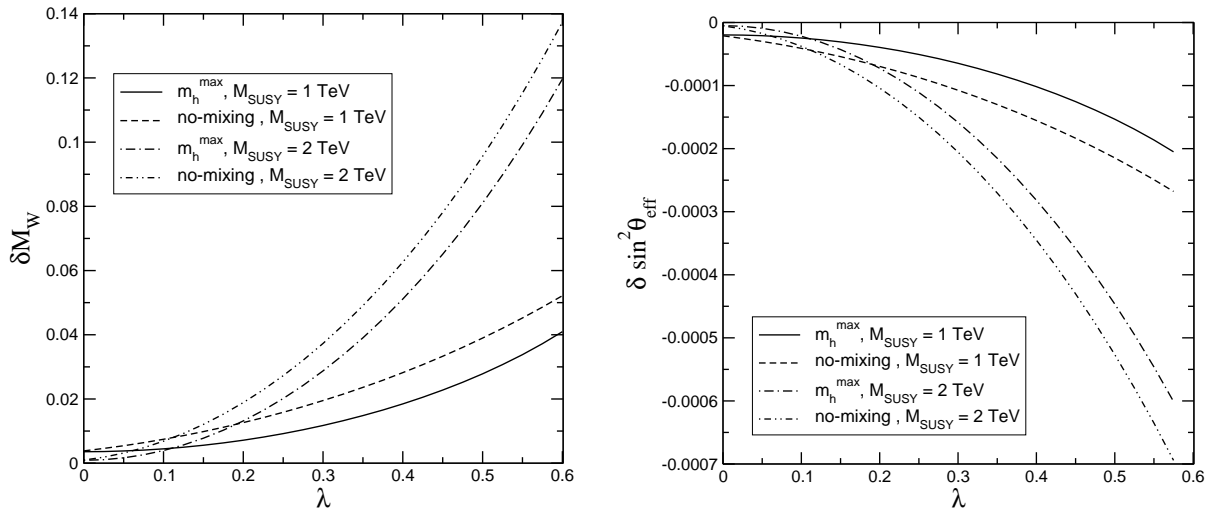 0.14
0.12
0.1
0.08
0.06
0.04
0.02
0
δM_W
m_h^max, M_SUSY = 1 TeV
no-mixing , M_SUSY = 1 TeV
m_h^max, M_SUSY = 2 TeV
no-mixing , M_SUSY = 2 TeV
0 0.1 0.2 0.3 0.4 0.5 0.6
λ
0
-0.0001
-0.0002
-0.0003
-0.0004
-0.0005
-0.0006
-0.0007
δ sin²θ_eff
m_h^max, M_SUSY = 1 TeV
no-mixing , M_SUSY = 1 TeV
m_h^max, M_SUSY = 2 TeV
no-mixing , M_SUSY = 2 TeV
0 0.1 0.2 0.3 0.4 0.5 0.6
λ